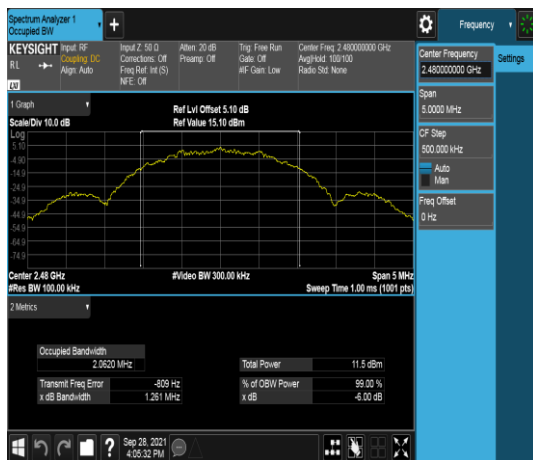 Spectrum Analyzer 1
Occupied BW
+
Frequency
KEYSIGHT
RL
LXI
Input: RF
Coupling: DC
Align: Auto
Input Z: 50 Ω
Corrections: Off
Freq Ref: Int (S)
NFE: Off
Atten: 20 dB
Preamp: Off
Trig: Free Run
Gate: Off
#IF Gain: Low
Center Freq: 2.480000000 GHz
Avg|Hold: 100/100
Radio Std: None
Center Frequency
2.480000000 GHz
Settings
Span
5.0000 MHz
CF Step
500.000 kHz
Auto
Man
Freq Offset
0 Hz
1 Graph
Scale/Div 10.0 dB
Ref Lvl Offset 5.10 dB
Ref Value 15.10 dBm
Log
5.10
-4.90
-14.9
-24.9
-34.9
-44.9
-54.9
-64.9
-74.9
Center 2.48 GHz
#Res BW 100.00 kHz
#Video BW 300.00 kHz
Span 5 MHz
Sweep Time 1.00 ms (1001 pts)
2 Metrics
Occupied Bandwidth
2.0620 MHz
Total Power 11.5 dBm
Transmit Freq Error -809 Hz
% of OBW Power 99.00 %
x dB Bandwidth 1.261 MHz
x dB -6.00 dB
?
Sep 28, 2021
4:05:32 PM